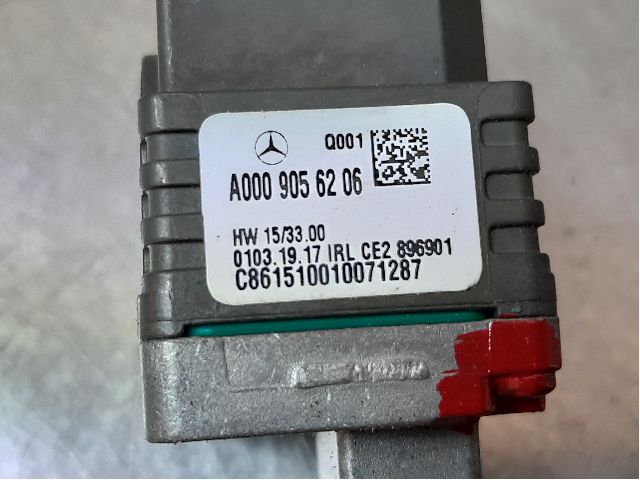 Q001
A000 905 62 06
HW 15/33.00
0103.19.17 IRL CE2 896901
C861510010071287